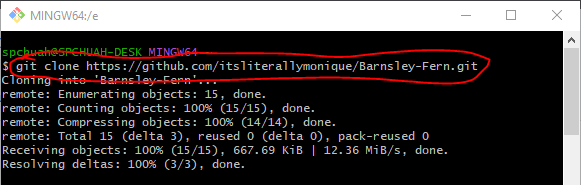 MINGW64:/e
spchuah@SPCHUAH-DESK MINGW64
$ git clone https://github.com/itsliterallymonique/Barnsley-Fern.git
Cloning into 'Barnsley-Fern'...
remote: Enumerating objects: 15, done.
remote: Counting objects: 100% (15/15), done.
remote: Compressing objects: 100% (14/14), done.
remote: Total 15 (delta 3), reused 0 (delta 0), pack-reused 0
Receiving objects: 100% (15/15), 667.69 KiB | 12.36 MiB/s, done.
Resolving deltas: 100% (3/3), done.